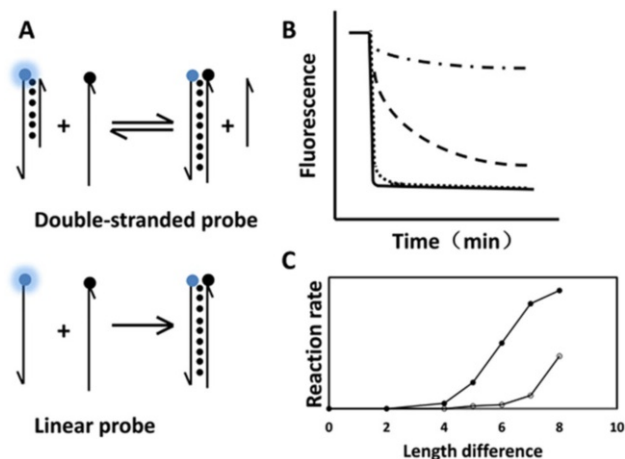 A
+
+
Double-stranded probe
+
Linear probe
B
Fluorescence
Time（min）
C
Reaction rate
0 2 4 6 8 10
Length difference